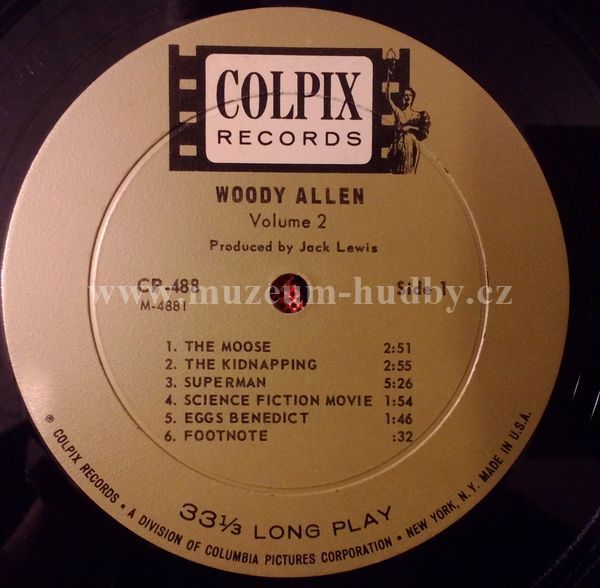 COLPIX
RECORDS
WOODY ALLEN
Volume 2
Produced by Jack Lewis
CP-488 Side 1
M-4881
www.muzeum-hudby.cz
1. THE MOOSE 2:51
2. THE KIDNAPPING 2:55
3. SUPERMAN 5:26
4. SCIENCE FICTION MOVIE 1:54
5. EGGS BENEDICT 1:46
6. FOOTNOTE :32
33⅓ LONG PLAY
® COLPIX RECORDS • A DIVISION OF COLUMBIA PICTURES CORPORATION • NEW YORK, N.Y. MADE IN U.S.A.